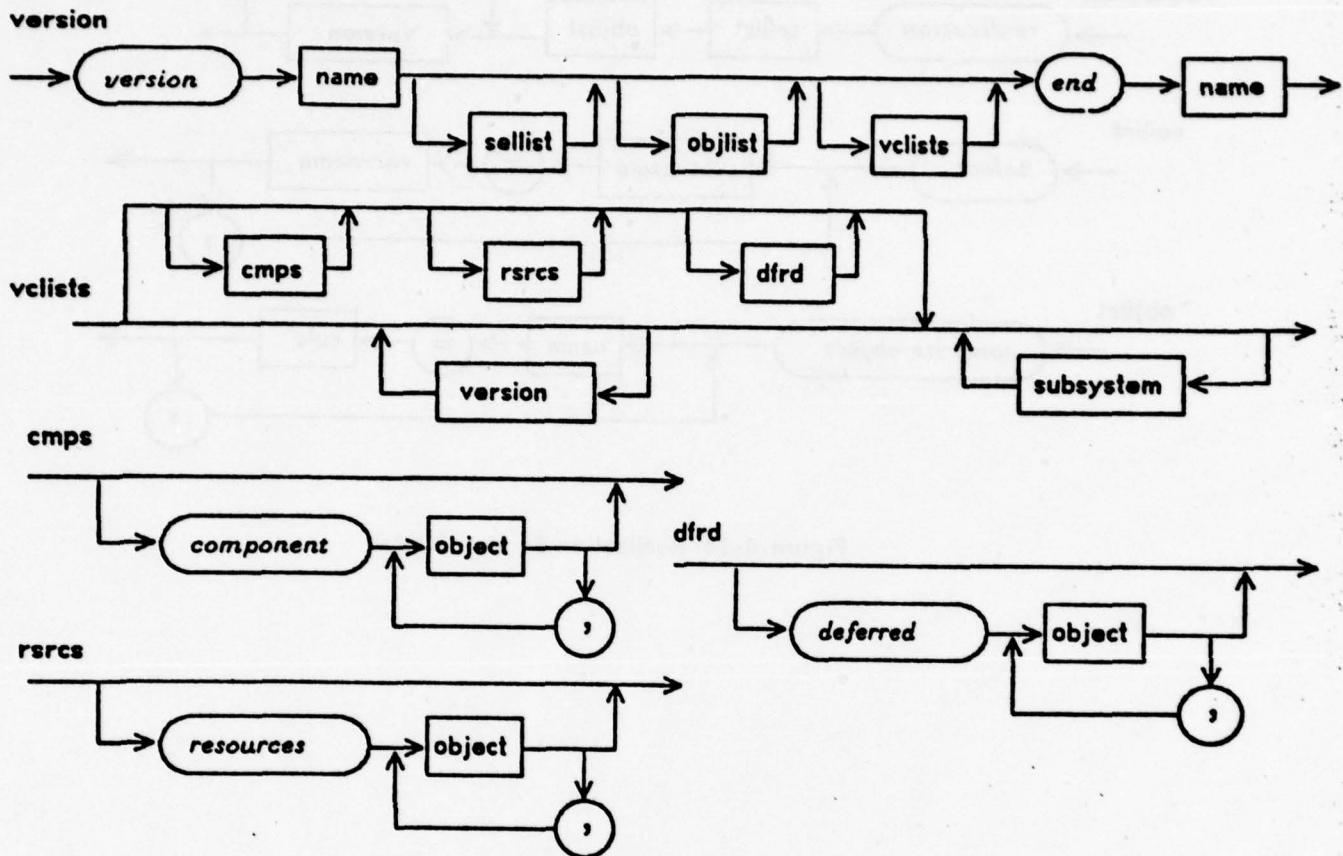 version
version name end name
sellist objlist vclists
cmps rsrcs dfrd
vclists
version subsystem
cmps
component object
,
dfrd
deferred object
,
rsrcs
resources object
,